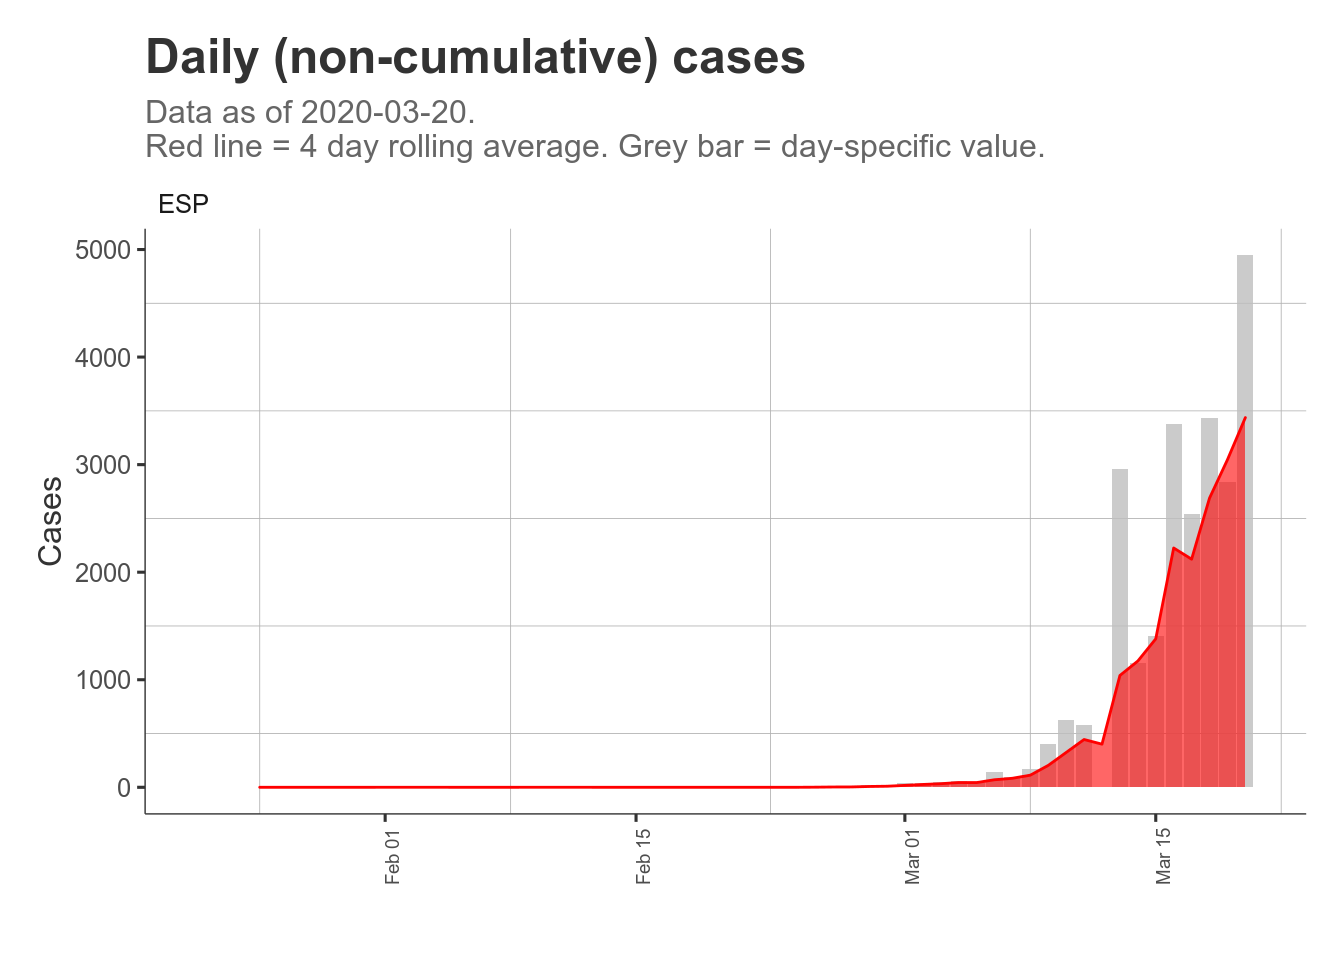 Daily (non-cumulative) cases
Data as of 2020-03-20.
Red line = 4 day rolling average. Grey bar = day-specific value.
ESP
5000
4000
3000
2000
1000
0
Cases
Feb 01
Feb 15
Mar 01
Mar 15